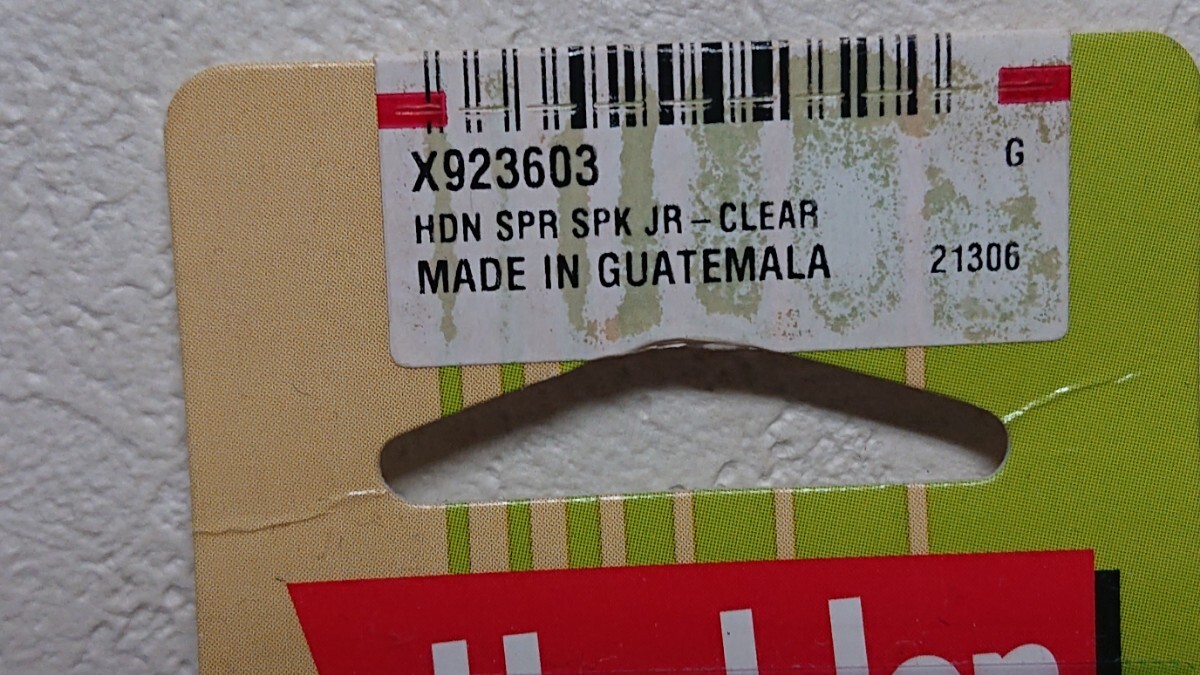 X923603
G
HDN SPR SPK JR-CLEAR
MADE IN GUATEMALA
21306